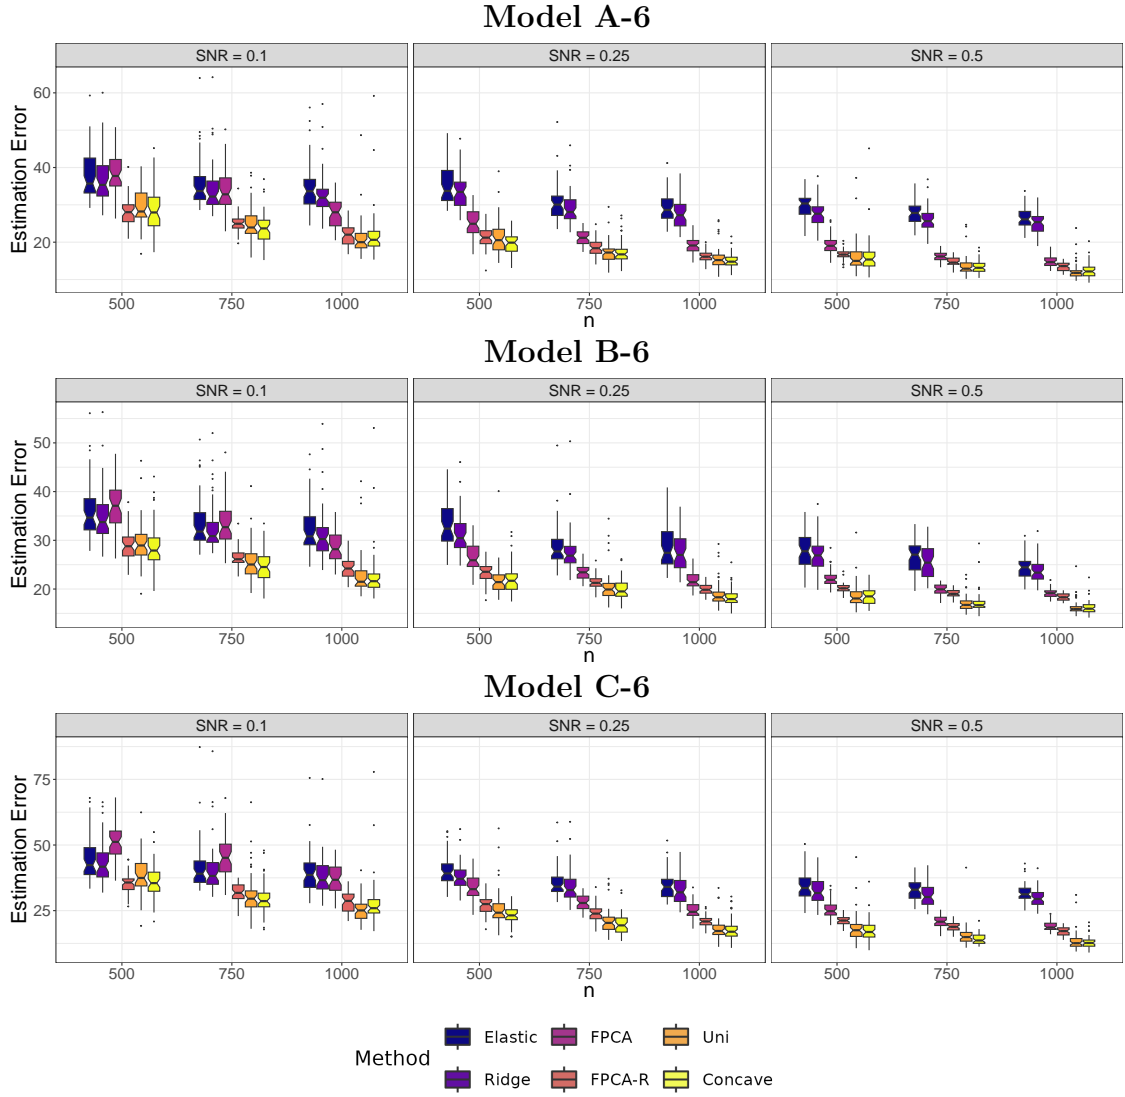 Model A-6
SNR = 0.1 SNR = 0.25 SNR = 0.5
Estimation Error
60
40
20
500 750 1000 500 750 1000 500 750 1000
n
Model B-6
SNR = 0.1 SNR = 0.25 SNR = 0.5
Estimation Error
50
40
30
20
500 750 1000 500 750 1000 500 750 1000
n
Model C-6
SNR = 0.1 SNR = 0.25 SNR = 0.5
Estimation Error
75
50
25
500 750 1000 500 750 1000 500 750 1000
n
Method
Elastic FPCA Uni
Ridge FPCA-R Concave